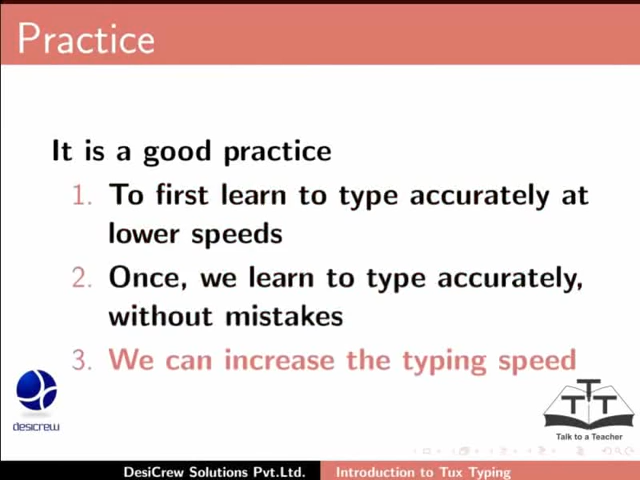 Practice
It is a good practice
1. To first learn to type accurately at
lower speeds
2. Once, we learn to type accurately,
without mistakes
3. We can increase the typing speed
desicrew
TTT
Talk to a Teacher
DesiCrew Solutions Pvt.Ltd. Introduction to Tux Typing